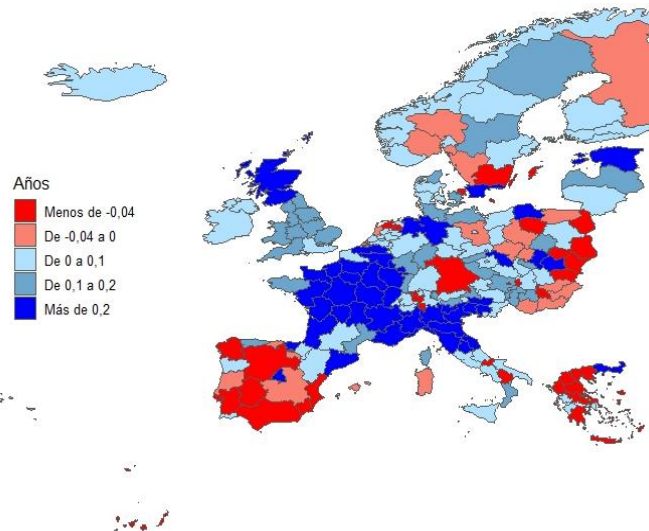 Años
Menos de -0,04
De -0,04 a 0
De 0 a 0,1
De 0,1 a 0,2
Más de 0,2